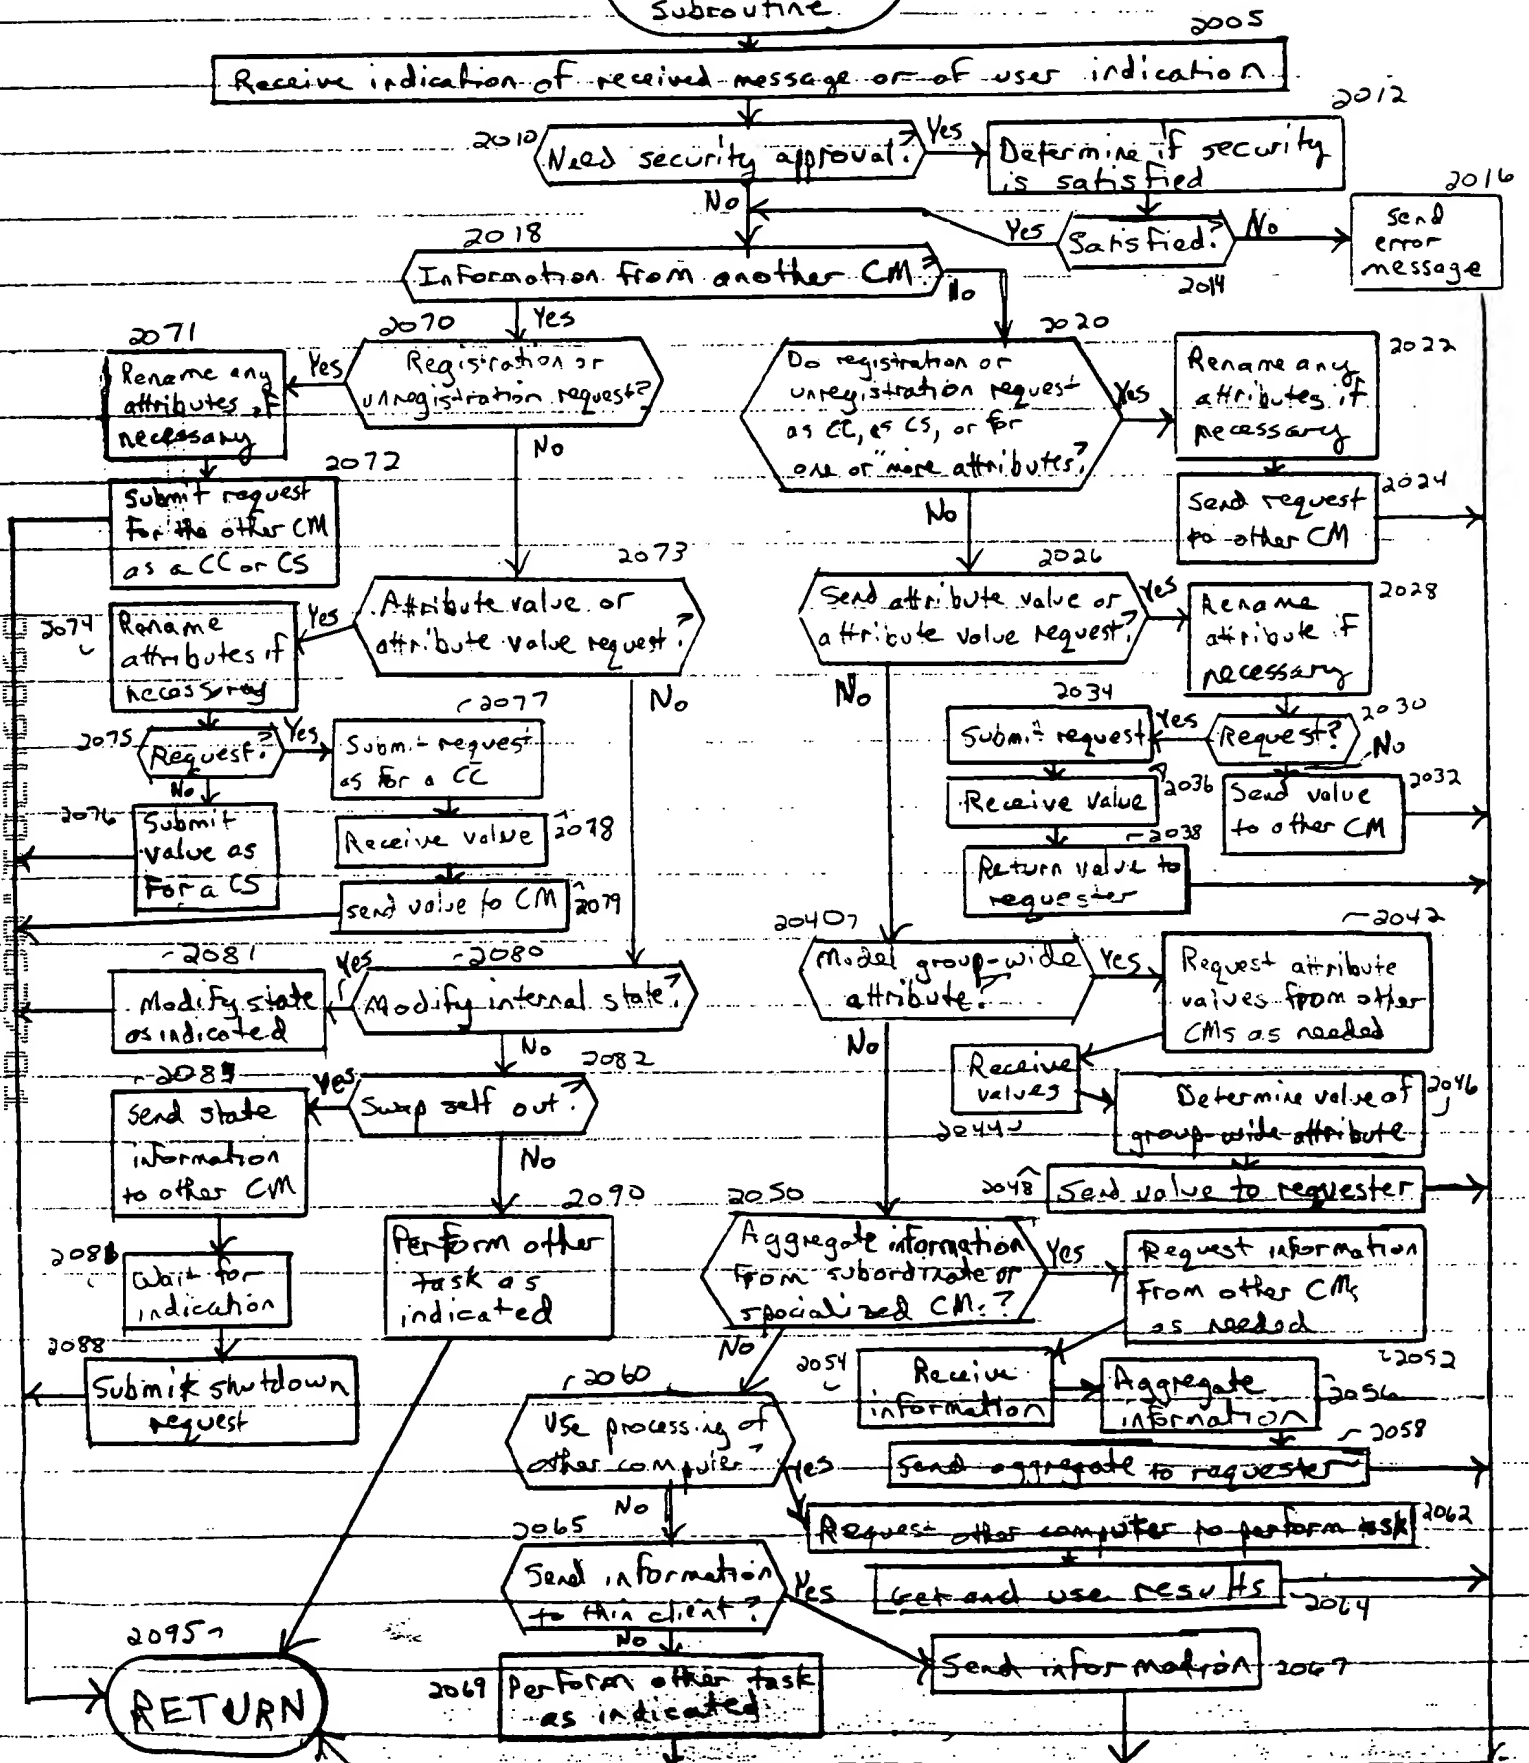 Subroutine
2005
Receive indication of received message or of user indication
2010
Need security approval?
Yes
2012
Determine if security
is satisfied
No
Satisfied?
Yes
No
2014
2016
Send
error
message
2018
Information from another CM?
Yes
No
2070
Registration or
unregistration request?
Yes
No
2071
Rename any
attributes if
necessary
2072
Submit request
for the other CM
as a CC or CS
2020
Do registration or
unregistration request
as CC, as CS, or for
one or more attributes?
Yes
No
2022
Rename any
attributes if
necessary
2024
Send request
to other CM
2073
Attribute value or
attribute value request?
Yes
No
2074
Rename
attributes if
necessary
2075
Request?
Yes
No
2077
Submit request
as for a CC
2076
Submit
value as
for a CS
2078
Receive value
send value to CM
2079
2026
Send attribute value or
attribute value request?
Yes
No
2028
Rename
attribute if
necessary
2030
Request?
Yes
No
2034
Submit request
2036
Receive value
2038
Return value to
requester
2032
Send value
to other CM
2040
Model group-wide
attribute?
Yes
No
2042
Request attribute
values from other
CMs as needed
Receive
values
2044
2046
Determine value of
group-wide attribute
2048
Send value to requester
2080
Modify internal state?
Yes
No
2081
Modify state
as indicated
2082
Swap self out?
Yes
No
Send state
information
to other CM
2086
Wait for
indication
2088
Submit shutdown
request
2090
Perform other
task as
indicated
2050
Aggregate information
from subordinate or
specialized CMs?
Yes
No
Request information
from other CMs
as needed
2052
2054
Receive
information
Aggregate
information
2056
2058
Send aggregate to requester
2060
Use processing of
other computer?
Yes
No
Request other computer to perform task
2062
Get and use results
2064
2065
Send information
to thin client?
Yes
No
Send information
2067
2069
Perform other task
as indicated
2095
RETURN